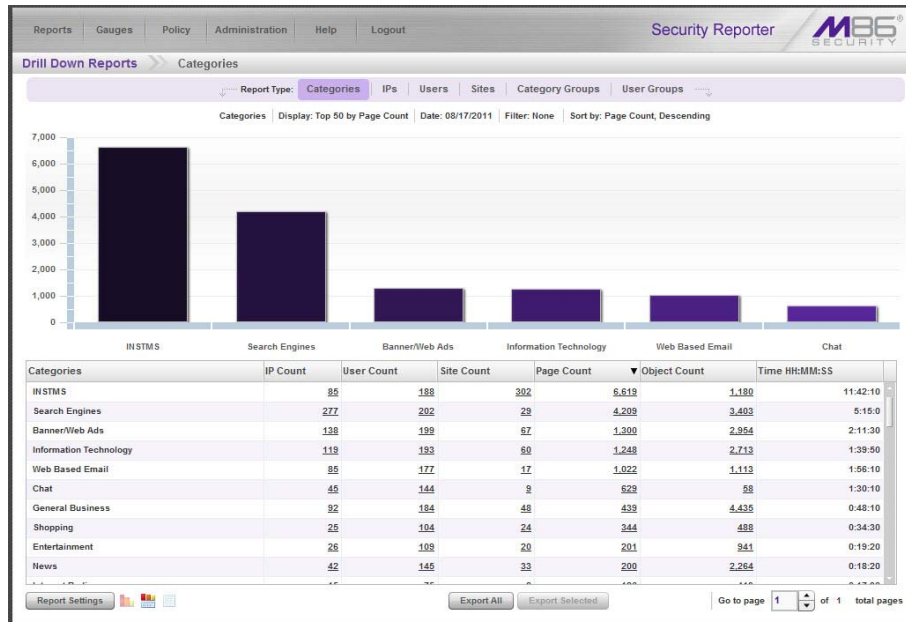 Reports Gauges Policy Administration Help Logout Security Reporter M86®
SECURITY
Drill Down Reports Categories
Report Type: Categories IPs Users Sites Category Groups User Groups
Categories Display: Top 50 by Page Count Date: 08/17/2011 Filter: None Sort by: Page Count, Descending
7,000
6,000
5,000
4,000
3,000
2,000
1,000
0
INSTMS Search Engines Banner/Web Ads Information Technology Web Based Email Chat
Categories IP Count User Count Site Count Page Count Object Count Time HH:MM:SS
INSTMS 85 188 302 6,619 1,180 11:42:10
Search Engines 277 202 29 4,209 3,403 5:15:0
Banner/Web Ads 138 199 67 1,300 2,954 2:11:30
Information Technology 119 193 60 1,248 2,713 1:39:50
Web Based Email 85 177 17 1,022 1,113 1:56:10
Chat 45 144 9 629 58 1:30:10
General Business 92 184 48 439 4,435 0:48:10
Shopping 25 104 24 344 488 0:34:30
Entertainment 26 109 20 201 941 0:19:20
News 42 145 33 200 2,264 0:18:20
Report Settings Export All Export Selected Go to page 1 of 1 total pages